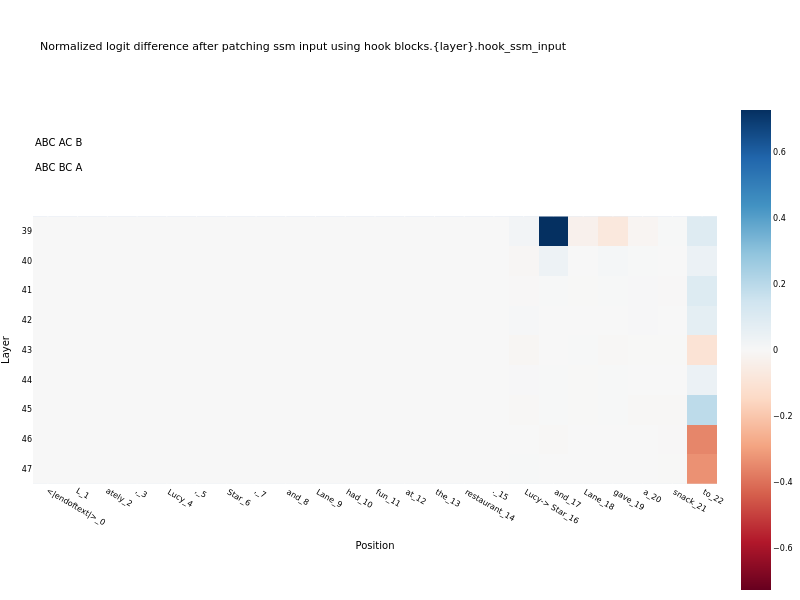 Normalized logit difference after patching ssm input using hook blocks.{layer}.hook_ssm_input
ABC AC B
ABC BC A
0.6
0.4
0.2
0
−0.2
−0.4
−0.6
Layer
39
40
41
42
43
44
45
46
47
<|endoftext|>_0
L_1
ately_2
,_3
Lucy_4
,_5
Star_6
,_7
and_8
Lane_9
had_10
fun_11
at_12
the_13
restaurant_14
._15
Lucy-> Star_16
and_17
Lane_18
gave_19
a_20
snack_21
to_22
Position